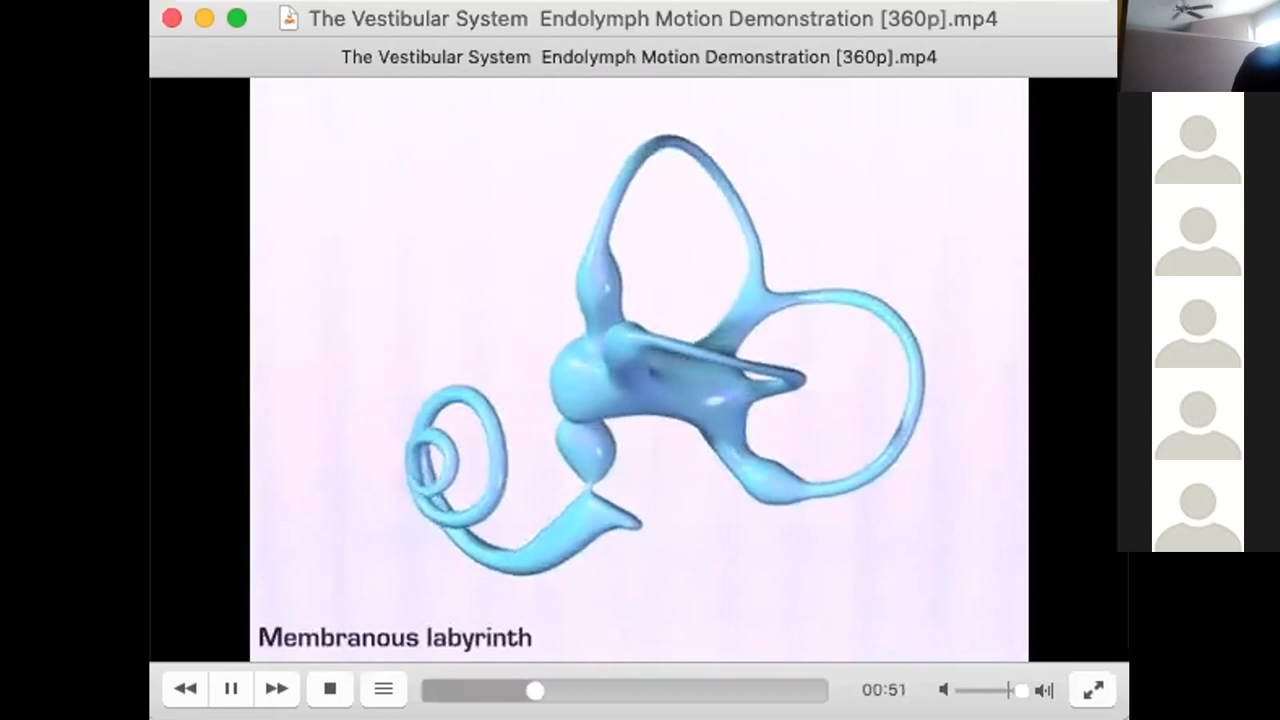 The Vestibular System  Endolymph Motion Demonstration [360p].mp4
The Vestibular System  Endolymph Motion Demonstration [360p].mp4
Membranous labyrinth
00:51